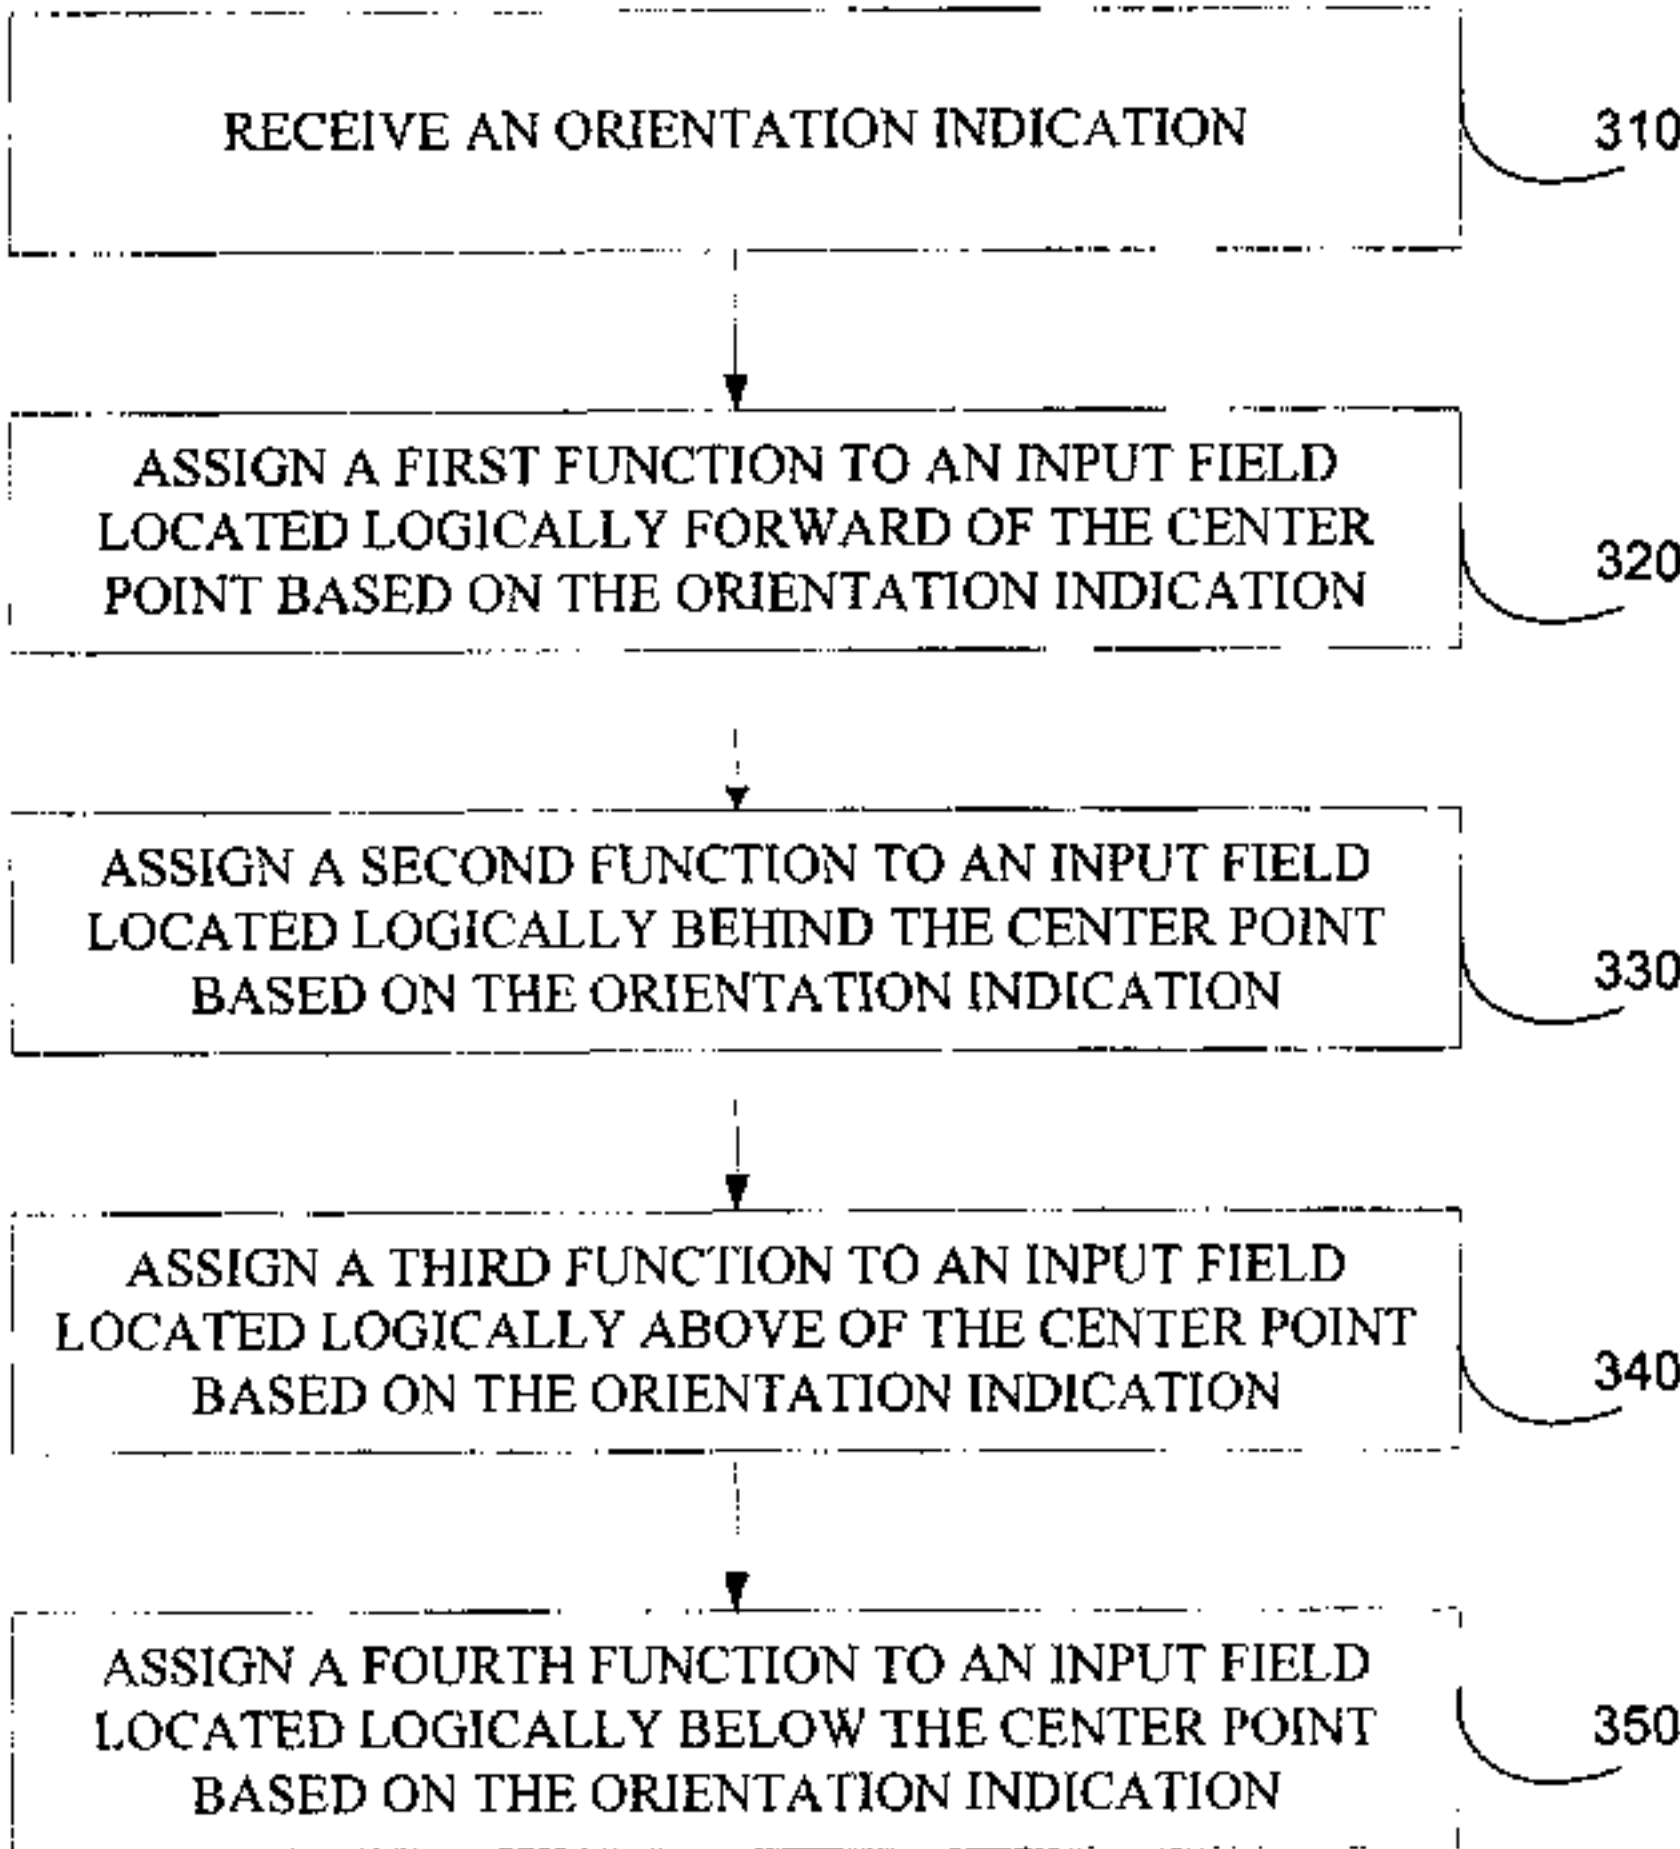 RECEIVE AN ORIENTATION INDICATION
310
ASSIGN A FIRST FUNCTION TO AN INPUT FIELD
LOCATED LOGICALLY FORWARD OF THE CENTER
POINT BASED ON THE ORIENTATION INDICATION
320
ASSIGN A SECOND FUNCTION TO AN INPUT FIELD
LOCATED LOGICALLY BEHIND THE CENTER POINT
BASED ON THE ORIENTATION INDICATION
330
ASSIGN A THIRD FUNCTION TO AN INPUT FIELD
LOCATED LOGICALLY ABOVE OF THE CENTER POINT
BASED ON THE ORIENTATION INDICATION
340
ASSIGN A FOURTH FUNCTION TO AN INPUT FIELD
LOCATED LOGICALLY BELOW THE CENTER POINT
BASED ON THE ORIENTATION INDICATION
350